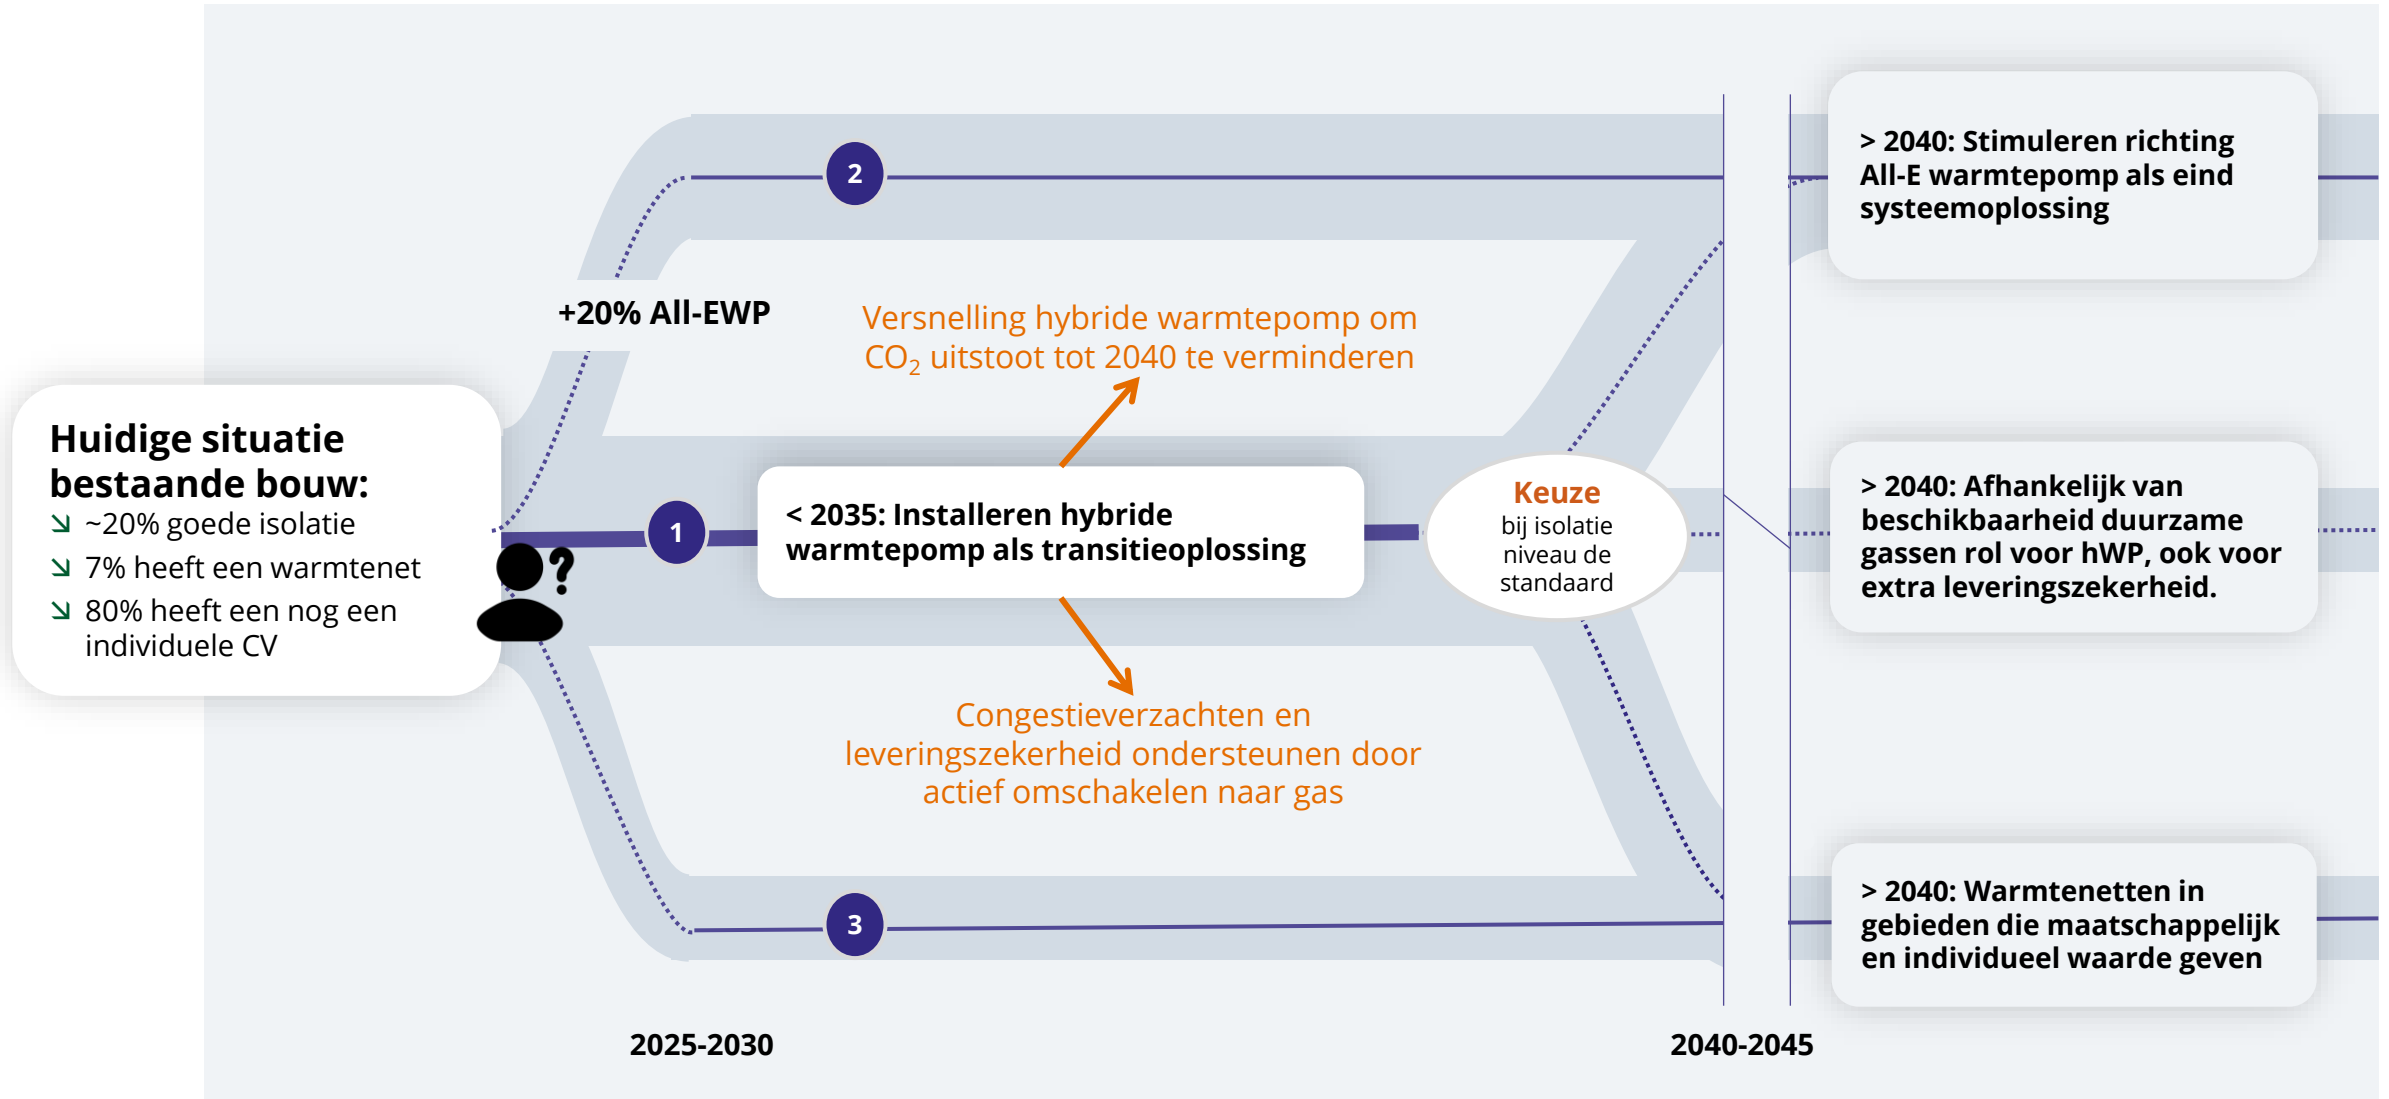 Huidige situatie
bestaande bouw:
~20% goede isolatie
7% heeft een warmtenet
80% heeft een nog een
individuele CV
?
+20% All-EWP
2
1
3
Versnelling hybride warmtepomp om
CO₂ uitstoot tot 2040 te verminderen
< 2035: Installeren hybride
warmtepomp als transitieoplossing
Congestieverzachten en
leveringszekerheid ondersteunen door
actief omschakelen naar gas
Keuze
bij isolatie
niveau de
standaard
> 2040: Stimuleren richting
All-E warmtepomp als eind
systeemoplossing
> 2040: Afhankelijk van
beschikbaarheid duurzame
gassen rol voor hWP, ook voor
extra leveringszekerheid.
> 2040: Warmtenetten in
gebieden die maatschappelijk
en individueel waarde geven
2025-2030
2040-2045